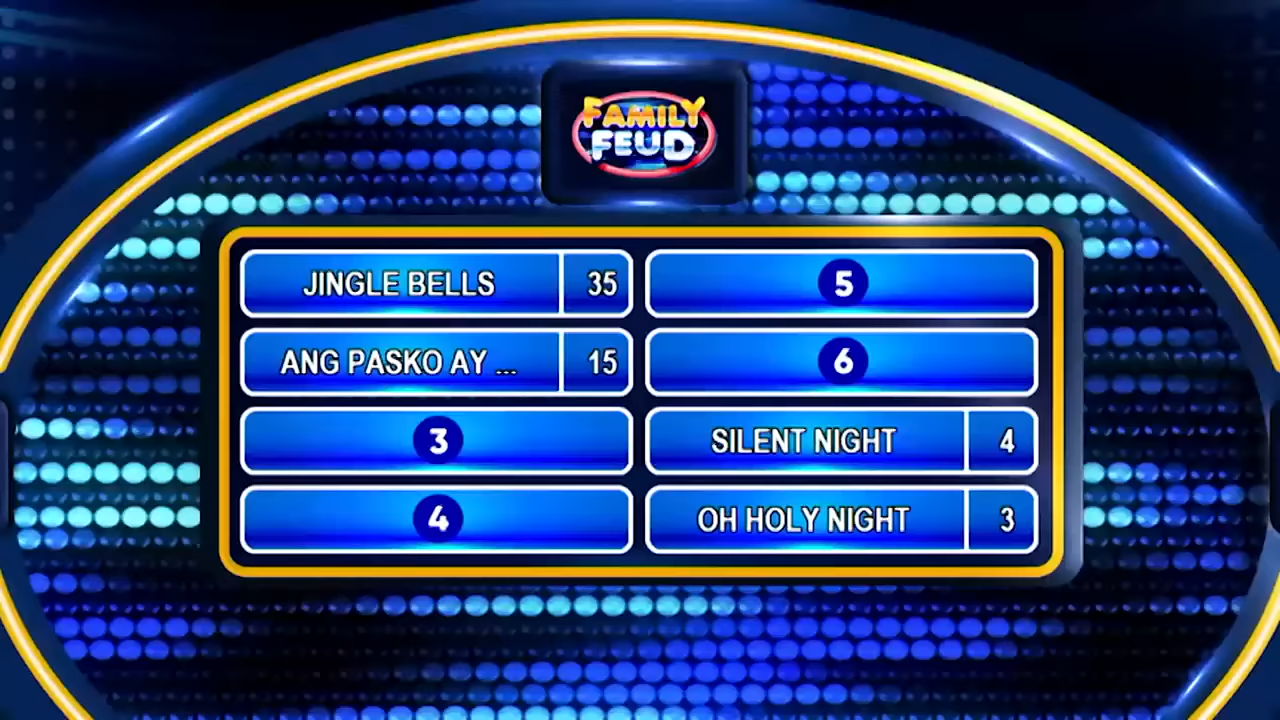 FAMILY
FEUD
JINGLE BELLS 35
ANG PASKO AY ... 15
3
4
5
6
SILENT NIGHT 4
OH HOLY NIGHT 3